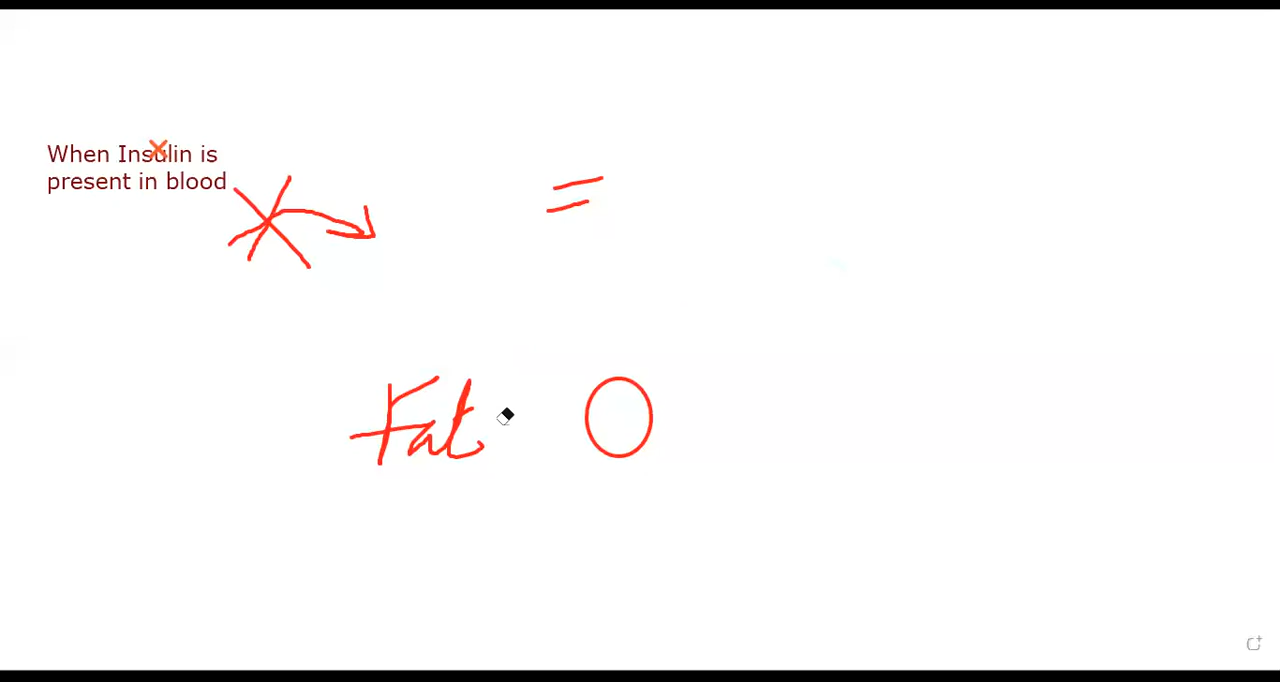 When Insulin is
present in blood
=
Fat